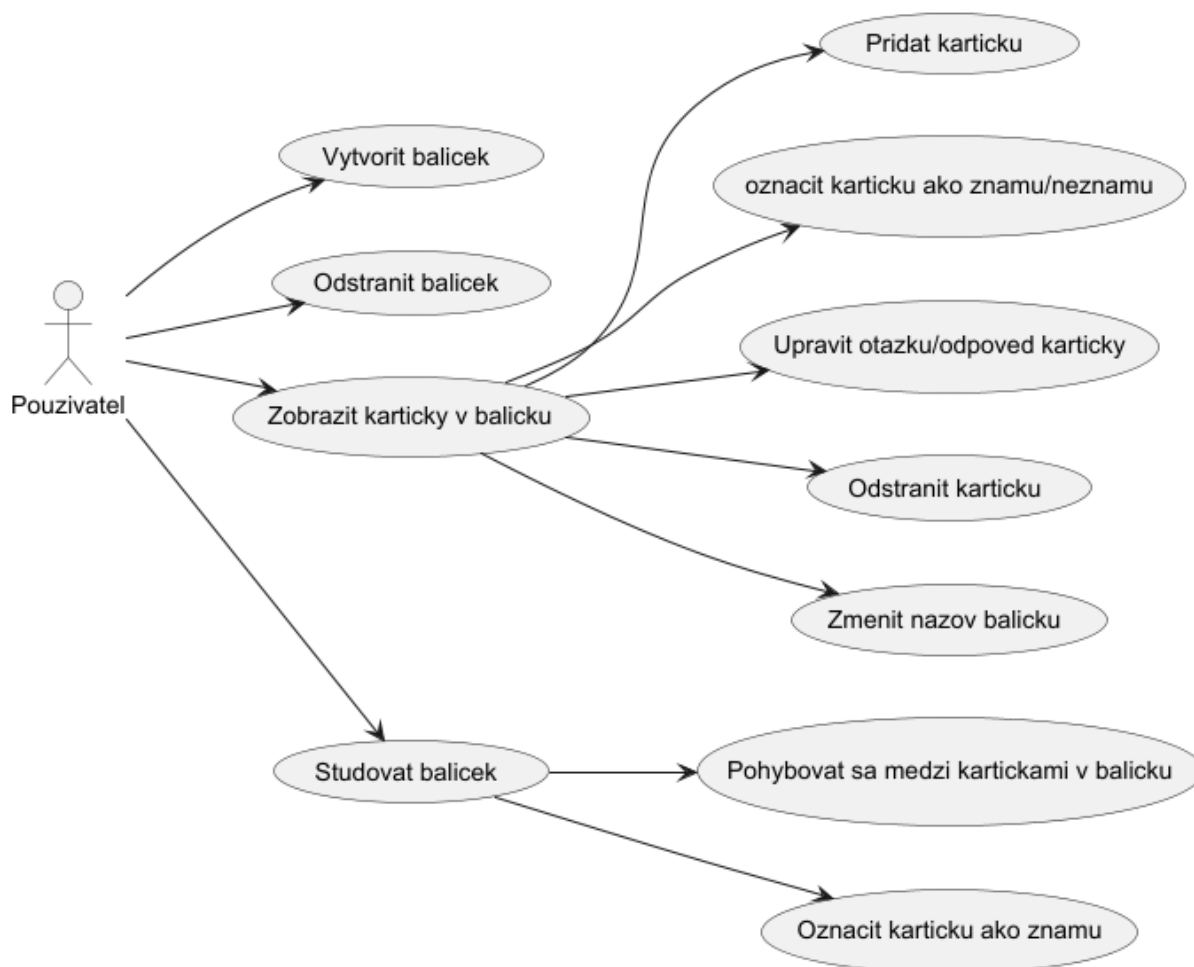 Pridat karticku
Vytvorit balicek
oznacit karticku ako znamu/neznamu
Odstranit balicek
Upravit otazku/odpoved karticky
Pouzivatel
Zobrazit karticky v balicku
Odstranit karticku
Zmenit nazov balicku
Studovat balicek
Pohybovat sa medzi kartickami v balicku
Oznacit karticku ako znamu